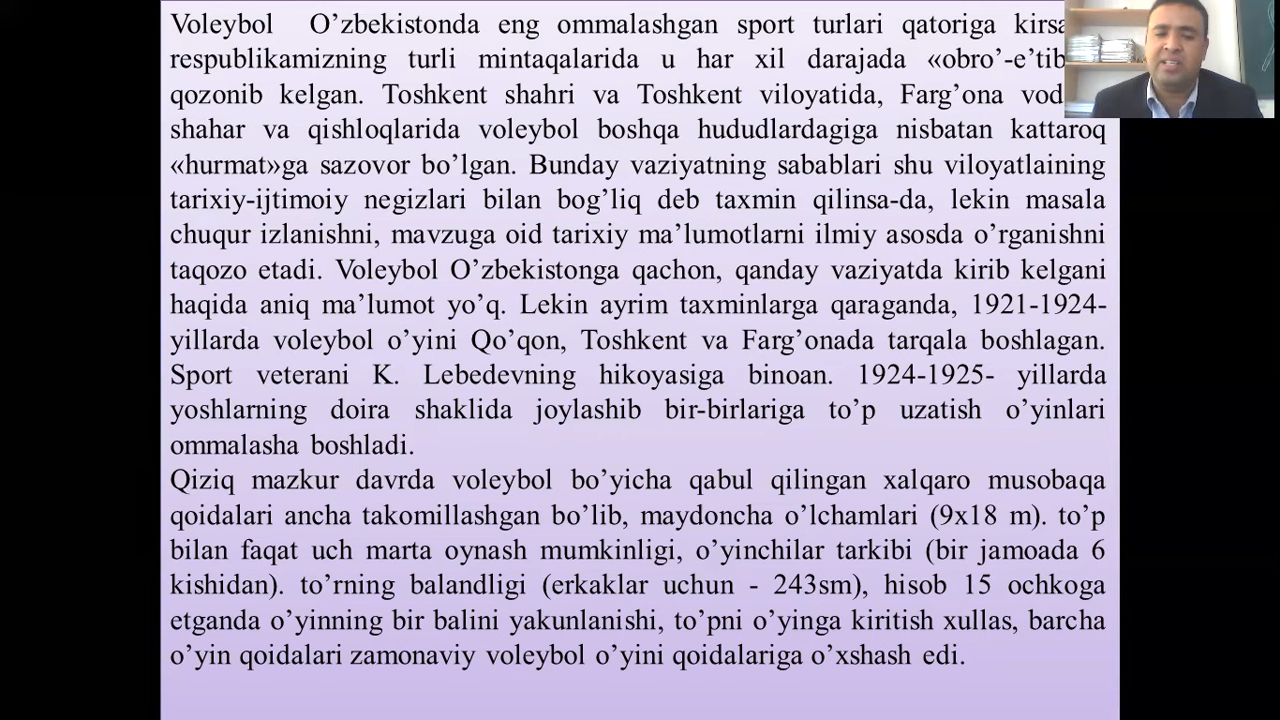 Voleybol O’zbekistonda eng ommalashgan sport turlari qatoriga
respublikamizning turli mintaqalarida u har xil darajada
qozonib kelgan. Toshkent shahri va Toshkent viloyatida, Farg’ona
shahar va qishloqlarida voleybol boshqa hududlardagiga nisbatan kattaroq
«hurmat»ga sazovor bo’lgan. Bunday vaziyatning sabablari shu viloyatlaining
tarixiy-ijtimoiy negizlari bilan bog’liq deb taxmin qilinsa-da, lekin masala
chuqur izlanishni, mavzuga oid tarixiy ma’lumotlarni ilmiy asosda o’rganishni
taqozo etadi. Voleybol O’zbekistonga qachon, qanday vaziyatda kirib kelgani
haqida aniq ma’lumot yo’q. Lekin ayrim taxminlarga qaraganda, 1921-1924-
yillarda voleybol o’yini Qo’qon, Toshkent va Farg’onada tarqala boshlagan.
Sport veterani K. Lebedevning hikoyasiga binoan. 1924-1925- yillarda
yoshlarning doira shaklida joylashib bir-birlariga to’p uzatish o’yinlari
ommalasha boshladi.
Qiziq mazkur davrda voleybol bo’yicha qabul qilingan xalqaro musobaqa
qoidalari ancha takomillashgan bo’lib, maydoncha o’lchamlari (9x18 m). to’p
bilan faqat uch marta oynash mumkinligi, o’yinchilar tarkibi (bir jamoada 6
kishidan). to’rning balandligi (erkaklar uchun - 243sm), hisob 15 ochkoga
etganda o’yinning bir balini yakunlanishi, to’pni o’yinga kiritish xullas, barcha
o’yin qoidalari zamonaviy voleybol o’yini qoidalariga o’xshash edi.